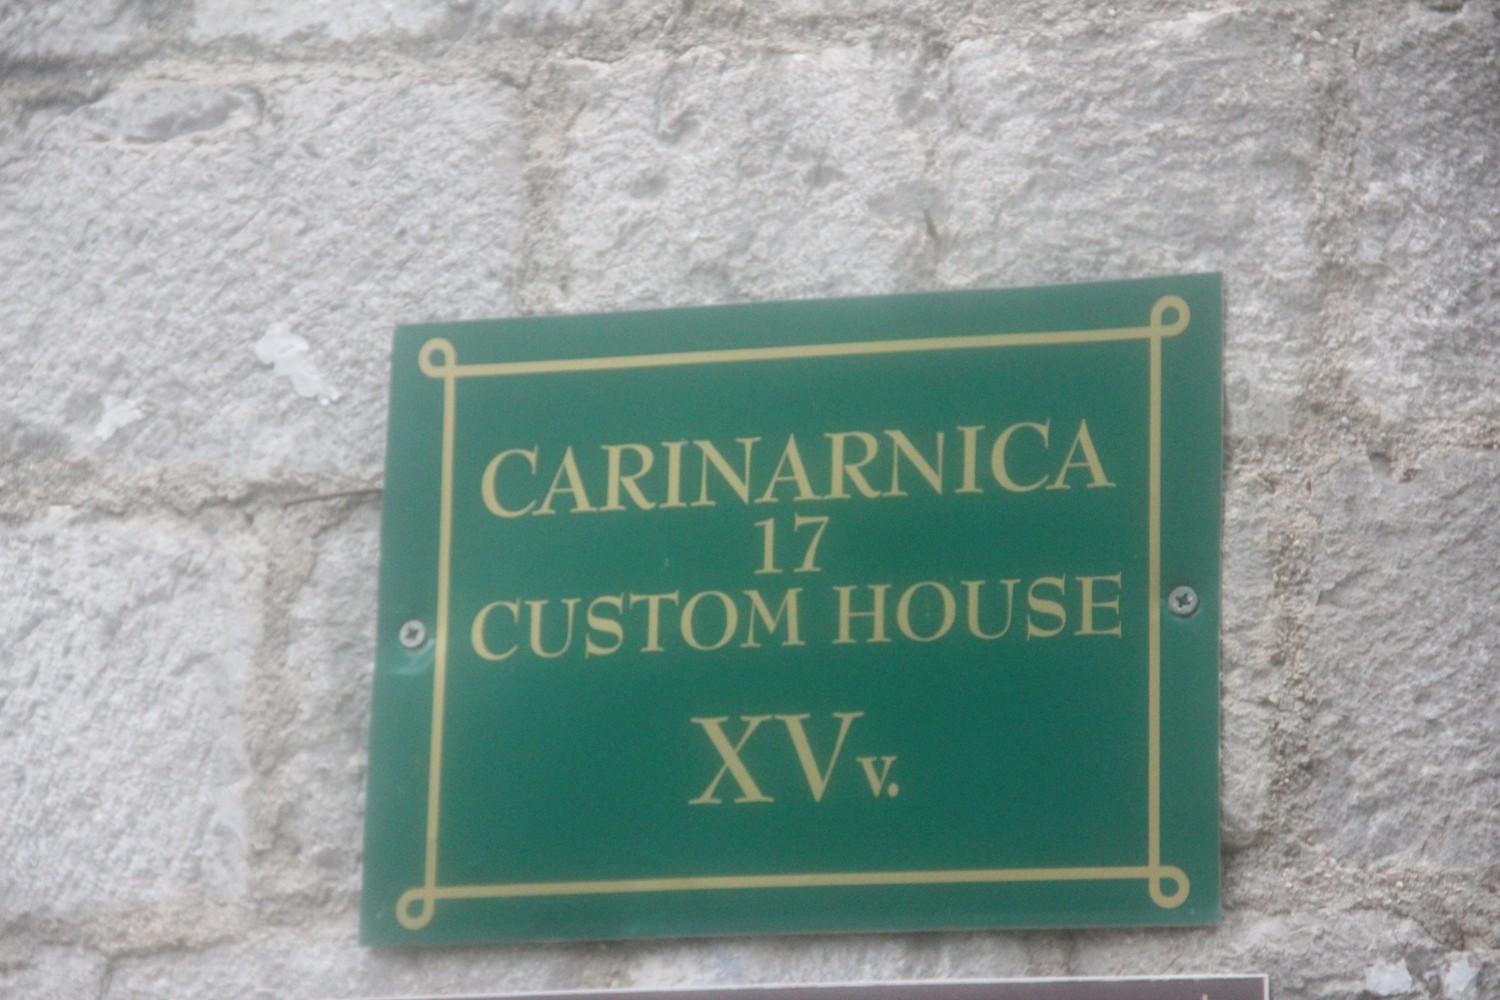 CARINARNICA
17
CUSTOM HOUSE
XVv.